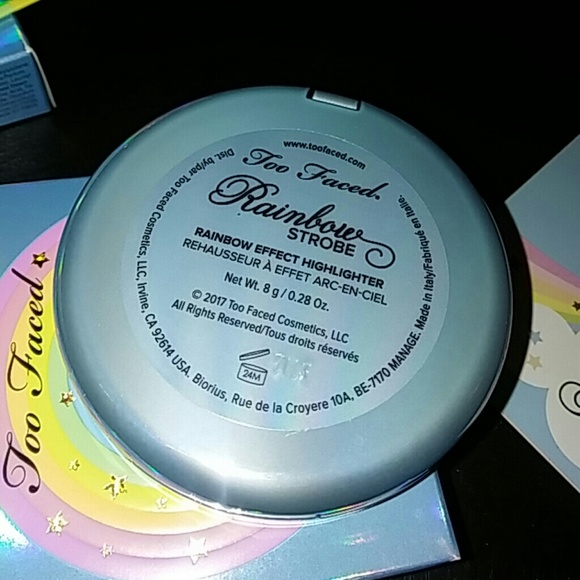 www.toofaced.com
Too Faced.
Rainbow
STROBE
RAINBOW EFFECT HIGHLIGHTER
REHAUSSEUR À EFFET ARC-EN-CIEL
Net Wt. 8 g / 0.28 Oz.
© 2017 Too Faced Cosmetics, LLC
All Rights Reserved/Tous droits réservés
24M
Dist. by/par Too Faced Cosmetics, LLC, Irvine, CA 92614 USA. Biorius, Rue de la Croyere 10A, BE-7170 MANAGE. Made in Italy/Fabriqué en Italie.
Too Faced